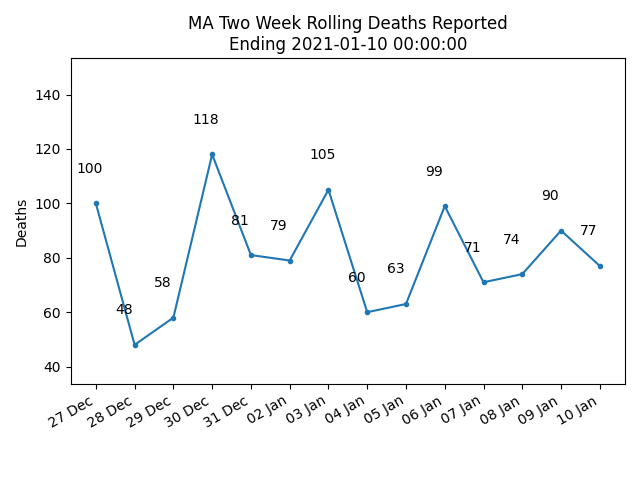 MA Two Week Rolling Deaths Reported
Ending 2021-01-10 00:00:00
Deaths
140
120
100
80
60
40
100
48
58
118
81
79
105
60
63
99
71
74
90
77
27 Dec
28 Dec
29 Dec
30 Dec
31 Dec
02 Jan
03 Jan
04 Jan
05 Jan
06 Jan
07 Jan
08 Jan
09 Jan
10 Jan